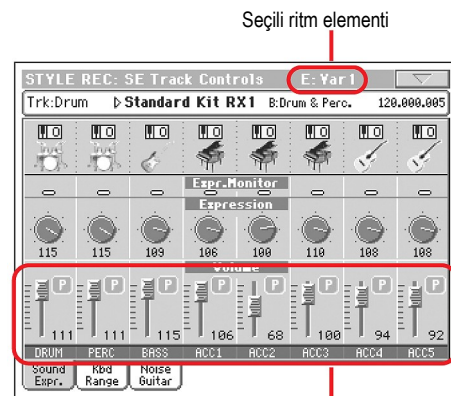 Seçili ritm elementi
STYLE REC: SE Track Controls E: Var1
Trk:Drum Standard Kit RX1 B:Drum & Perc. 120.000.005
Expr.Monitor
Expression
115 115 109 106 100 110 108 108
Volume
P P P P P P P P
111 111 115 106 68 100 94 92
DRUM PERC BASS ACC1 ACC2 ACC3 ACC4 ACC5
Sound Expr. Kbd Range Noise Guitar